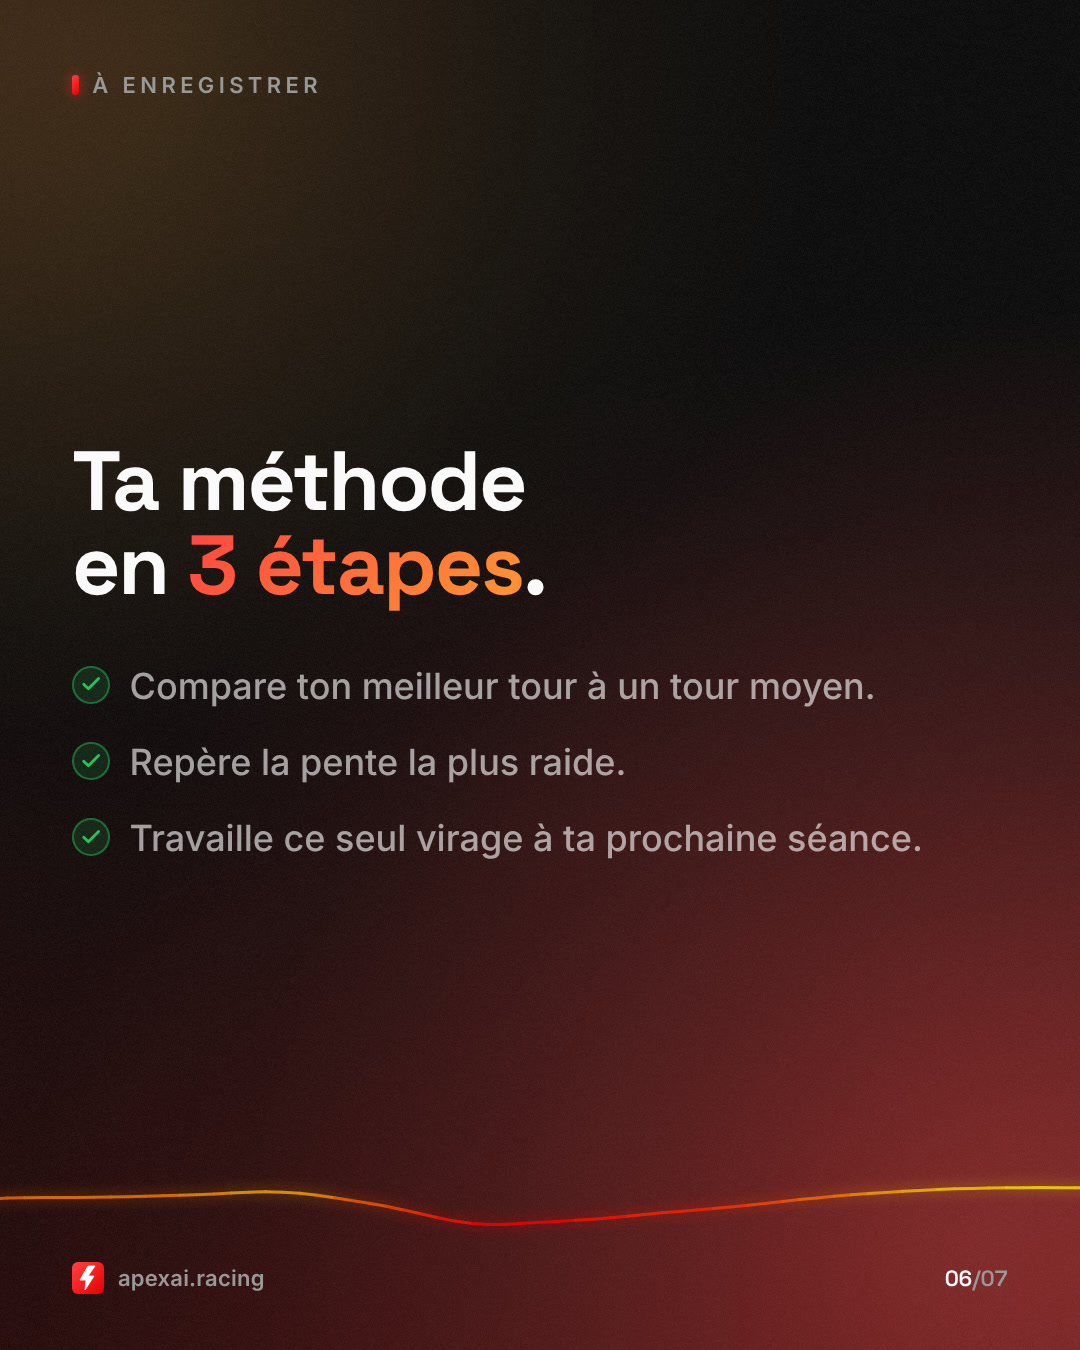 À ENREGISTRER
Ta méthode
en 3 étapes.
Compare ton meilleur tour à un tour moyen.
Repère la pente la plus raide.
Travaille ce seul virage à ta prochaine séance.
apexai.racing
06/07